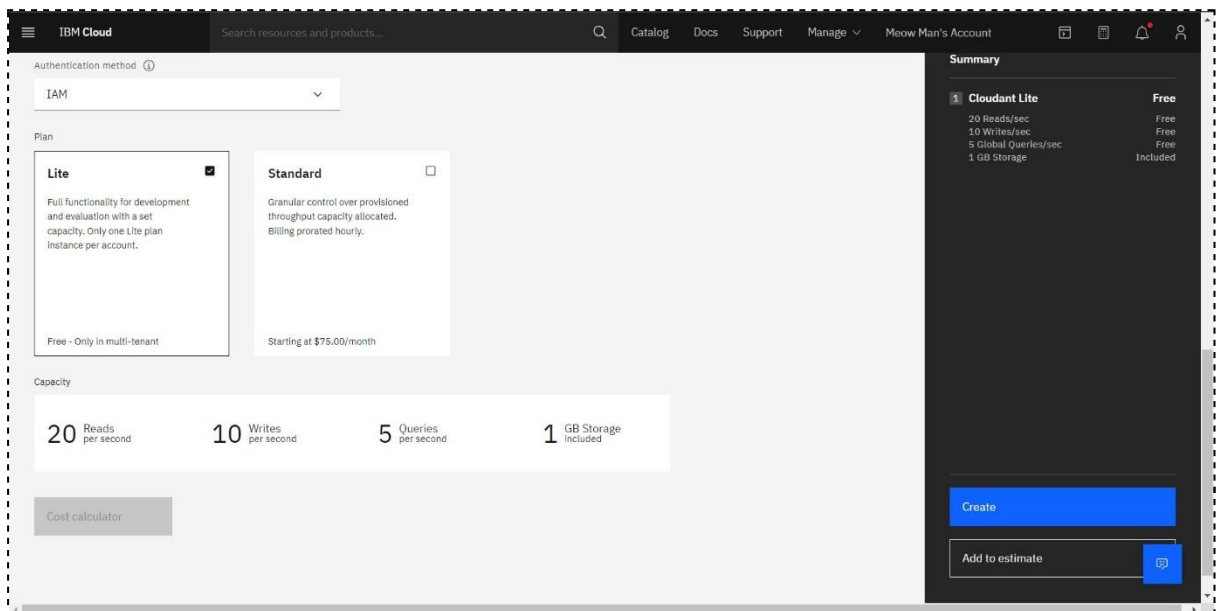 IBM Cloud
Search resources and products...
Catalog
Docs
Support
Manage
Meow Man's Account
Authentication method
IAM
Plan
Lite
Full functionality for development
and evaluation with a set
capacity. Only one Lite plan
instance per account.
Free - Only in multi-tenant
Standard
Granular control over provisioned
throughput capacity allocated.
Billing prorated hourly.
Starting at $75.00/month
Capacity
20 Reads
per second
10 Writes
per second
5 Queries
per second
1 GB Storage
included
Cost calculator
Summary
1 Cloudant Lite Free
20 Reads/sec Free
10 Writes/sec Free
5 Global Queries/sec Free
1 GB Storage Included
Create
Add to estimate